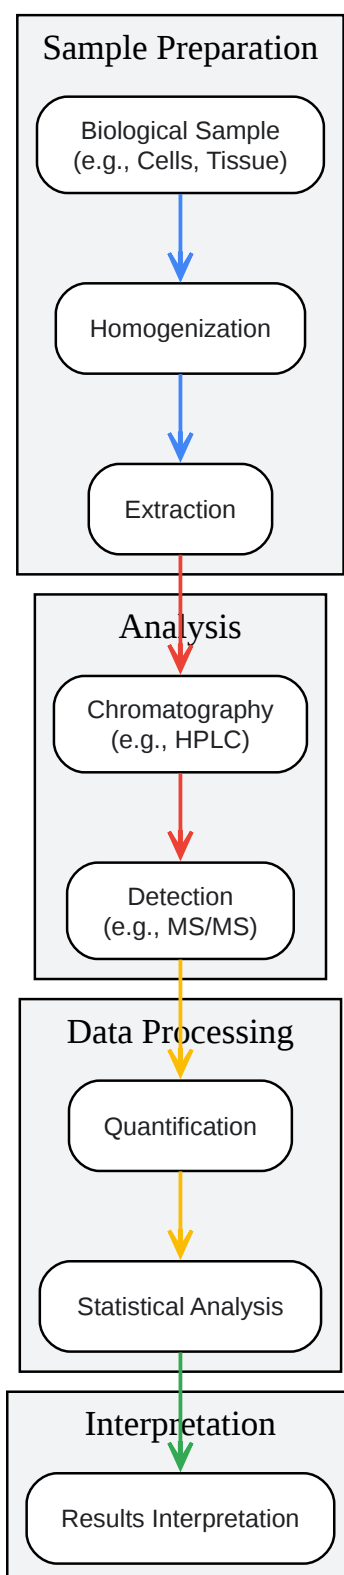 Sample Preparation
Biological Sample
(e.g., Cells, Tissue)
Homogenization
Extraction
Analysis
Chromatography
(e.g., HPLC)
Detection
(e.g., MS/MS)
Data Processing
Quantification
Statistical Analysis
Interpretation
Results Interpretation